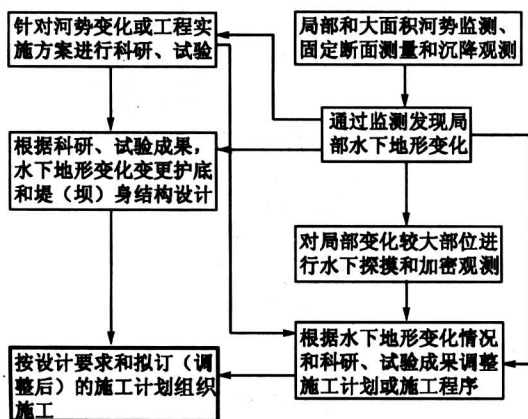 针对河势变化或工程实
施方案进行科研、试验
局部和大面积河势监测、
固定断面测量和沉降观测
通过监测发现局
部水下地形变化
根据科研、试验成果，
水下地形变化变更护底
和堤（坝）身结构设计
对局部变化较大部位进
行水下探摸和加密观测
根据水下地形变化情况
和科研、试验成果调整
施工计划或施工程序
按设计要求和拟订（调
整后）的施工计划组织
施工